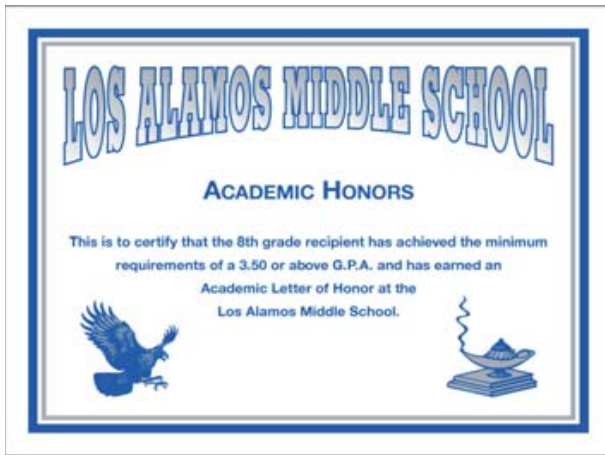 LOS ALAMOS MIDDLE SCHOOL
ACADEMIC HONORS
This is to certify that the 8th grade recipient has achieved the minimum
requirements of a 3.50 or above G.P.A. and has earned an
Academic Letter of Honor at the
Los Alamos Middle School.